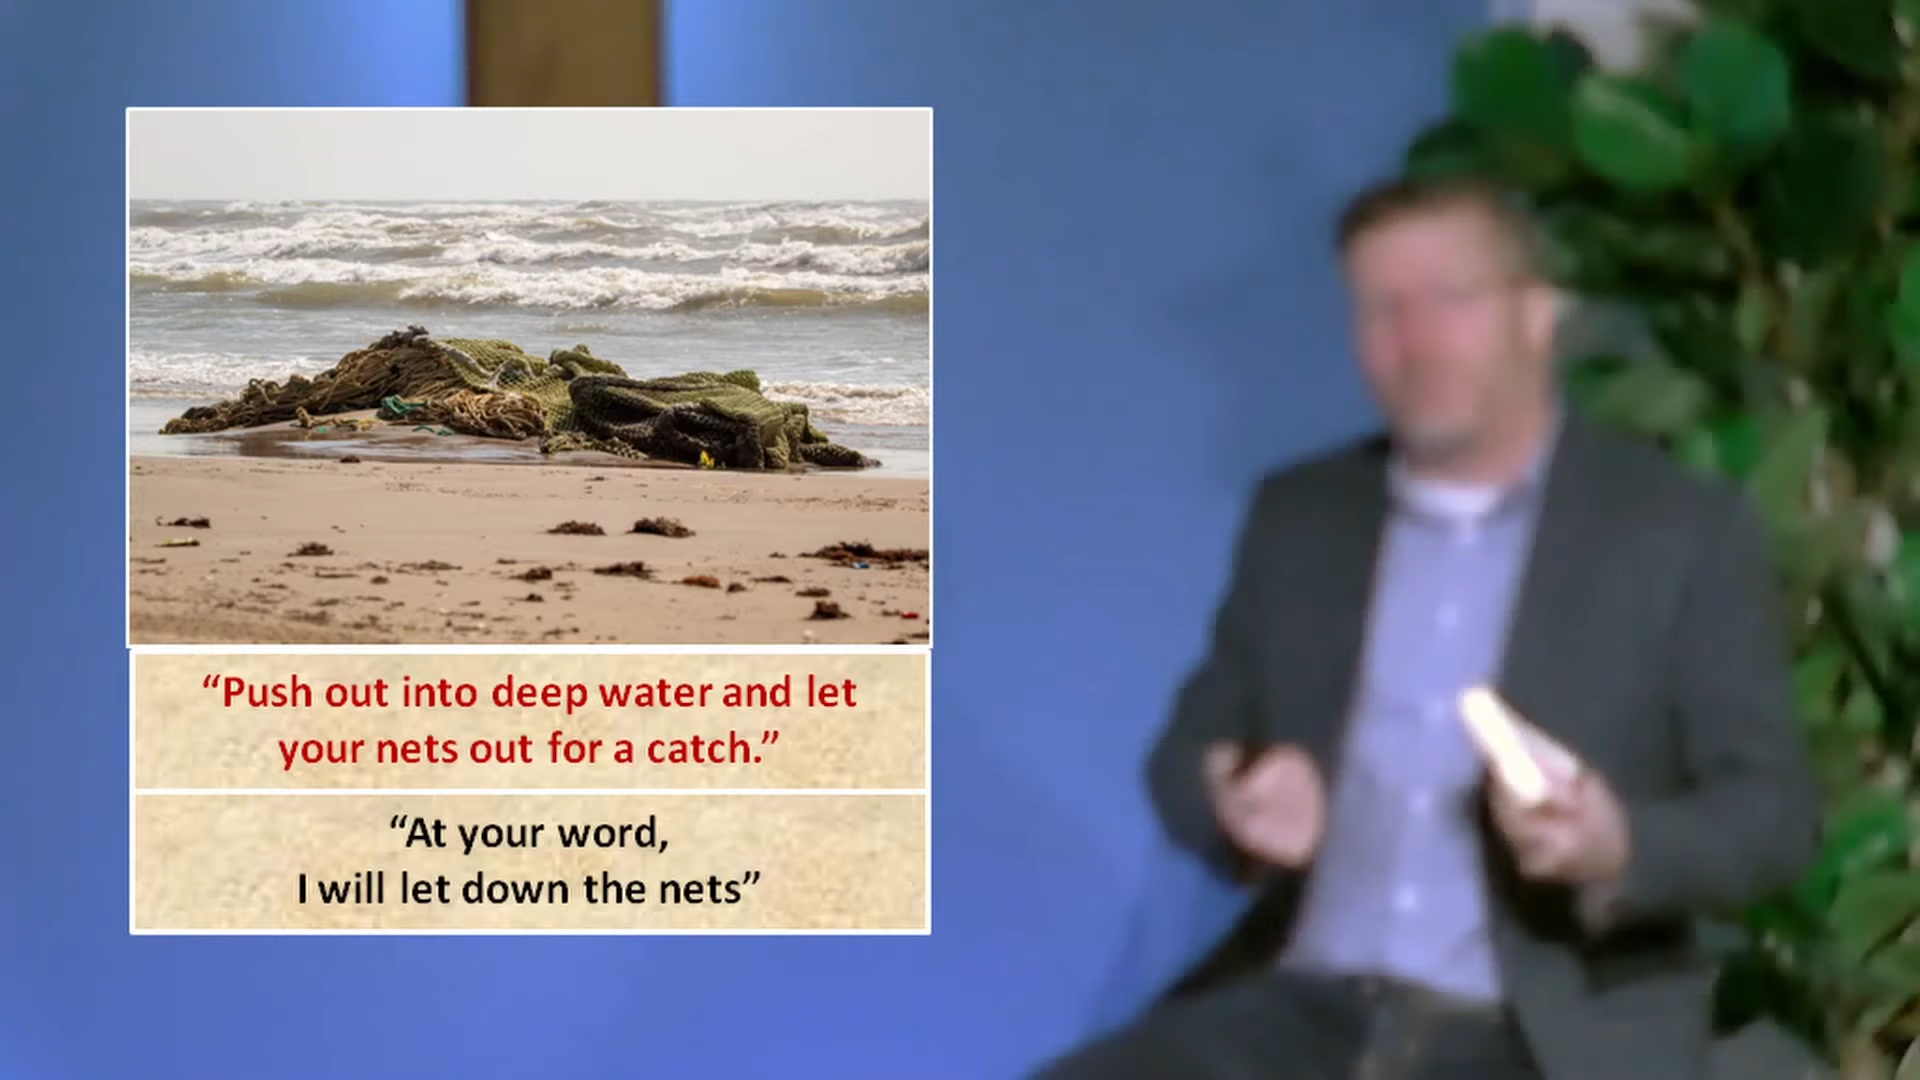 “Push out into deep water and let
your nets out for a catch.”
“At your word,
I will let down the nets”